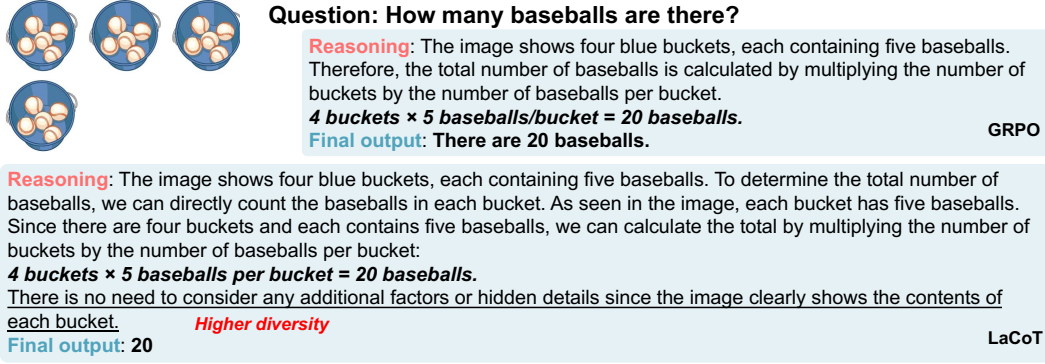 Question: How many baseballs are there?
Reasoning: The image shows four blue buckets, each containing five baseballs.
Therefore, the total number of baseballs is calculated by multiplying the number of
buckets by the number of baseballs per bucket.
4 buckets × 5 baseballs/bucket = 20 baseballs.
Final output: There are 20 baseballs.
GRPO
Reasoning: The image shows four blue buckets, each containing five baseballs. To determine the total number of
baseballs, we can directly count the baseballs in each bucket. As seen in the image, each bucket has five baseballs.
Since there are four buckets and each contains five baseballs, we can calculate the total by multiplying the number of
buckets by the number of baseballs per bucket:
4 buckets × 5 baseballs per bucket = 20 baseballs.
There is no need to consider any additional factors or hidden details since the image clearly shows the contents of
each bucket. Higher diversity
Final output: 20
LaCoT